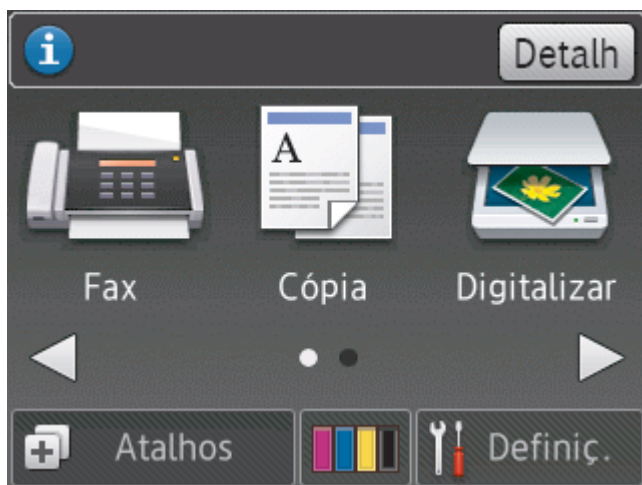 Detalh
Fax
Cópia
Digitalizar
Atalhos
Definiç.